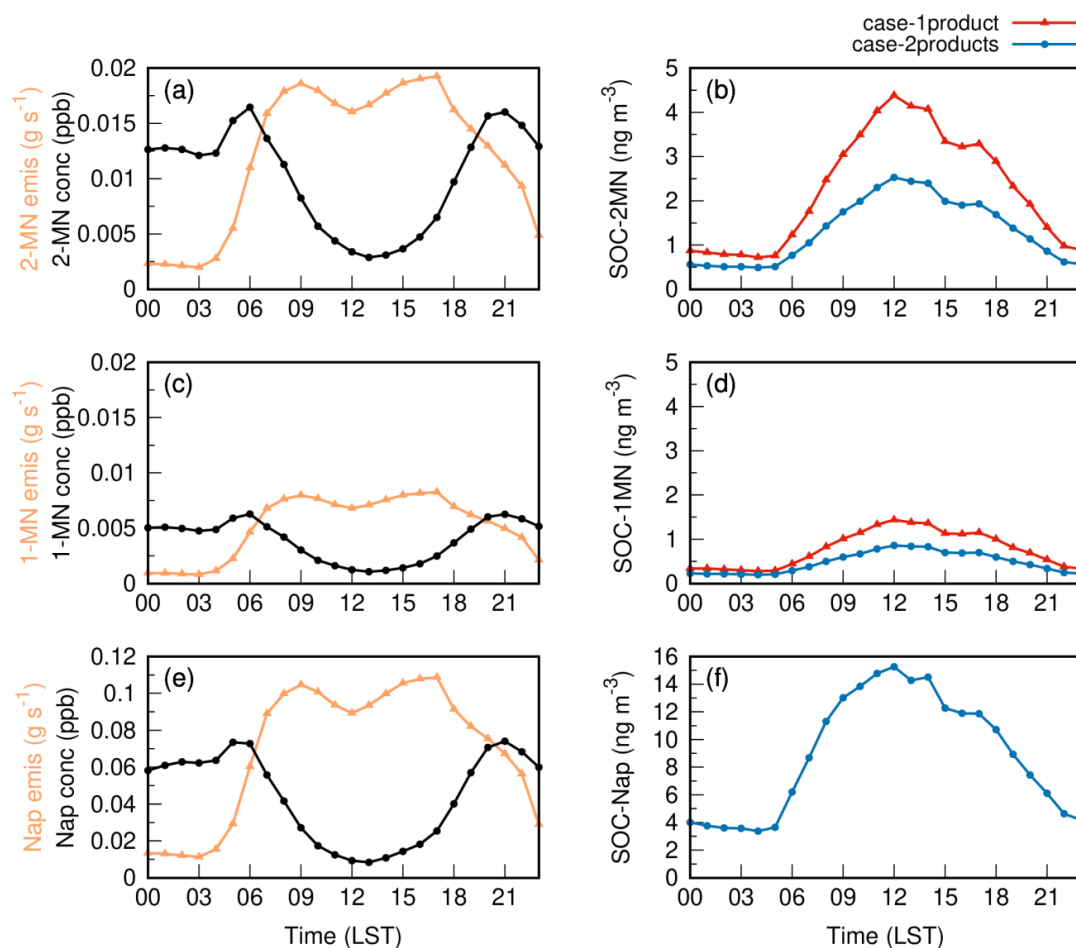 case-1product
case-2products
(a)
2-MN emis (g s⁻¹)
2-MN conc (ppb)
0.02
0.015
0.01
0.005
0
00 03 06 09 12 15 18 21
(b)
SOC-2MN (ng m⁻³)
5
4
3
2
1
0
00 03 06 09 12 15 18 21
(c)
1-MN emis (g s⁻¹)
1-MN conc (ppb)
0.02
0.015
0.01
0.005
0
00 03 06 09 12 15 18 21
(d)
SOC-1MN (ng m⁻³)
5
4
3
2
1
0
00 03 06 09 12 15 18 21
(e)
Nap emis (g s⁻¹)
Nap conc (ppb)
0.12
0.1
0.08
0.06
0.04
0.02
0
00 03 06 09 12 15 18 21
Time (LST)
(f)
SOC-Nap (ng m⁻³)
16
14
12
10
8
6
4
2
0
00 03 06 09 12 15 18 21
Time (LST)